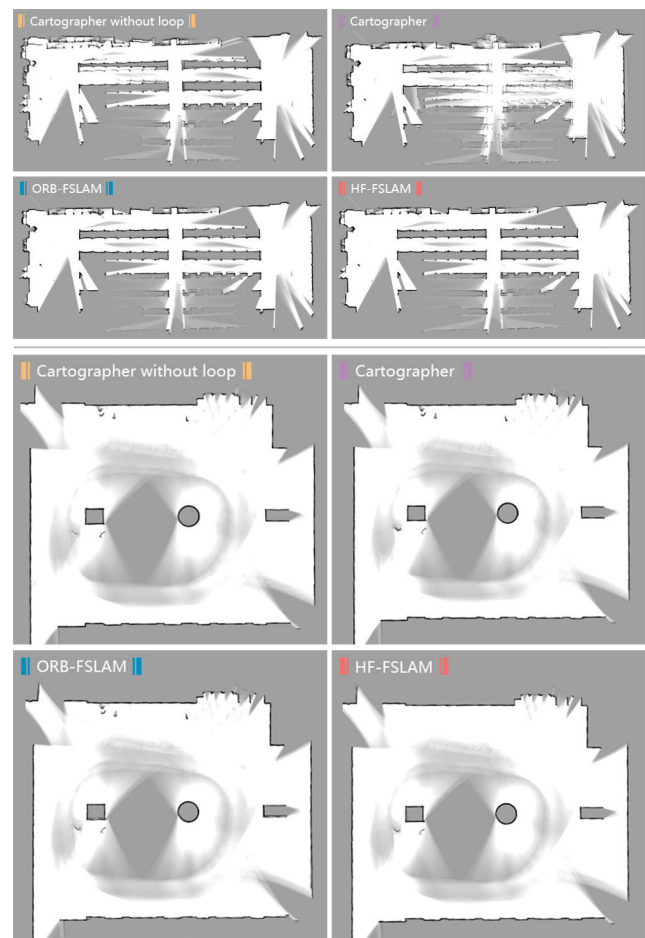 Cartographer without loop
Cartographer
ORB-FSLAM
HF-FSLAM
Cartographer without loop
Cartographer
ORB-FSLAM
HF-FSLAM